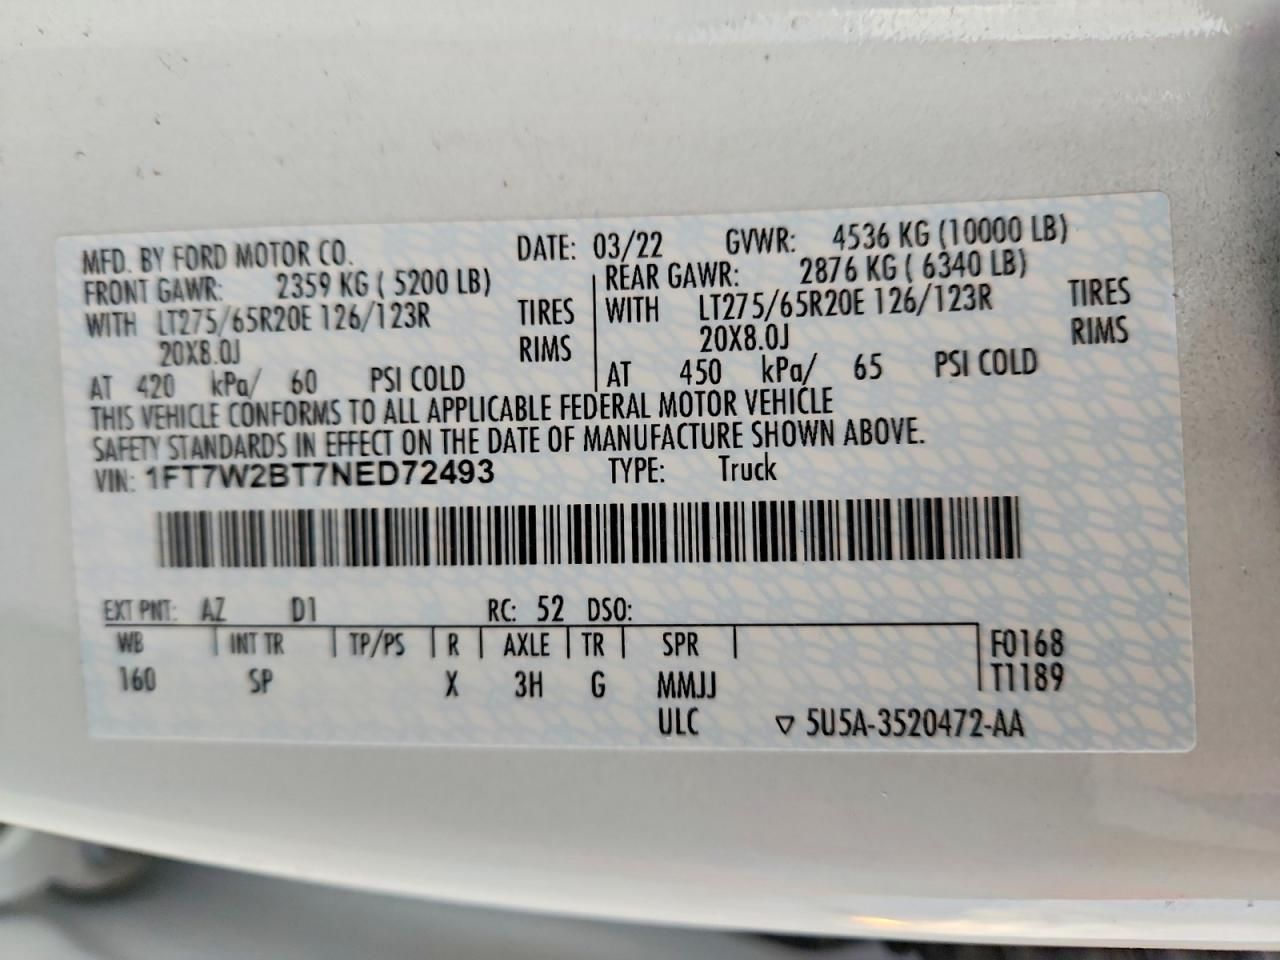 MFD. BY FORD MOTOR CO. DATE: 03/22 GVWR: 4536 KG (10000 LB)
FRONT GAWR: 2359 KG ( 5200 LB) REAR GAWR: 2876 KG ( 6340 LB)
WITH LT275/65R20E 126/123R TIRES WITH LT275/65R20E 126/123R TIRES
20X8.0J RIMS 20X8.0J RIMS
AT 420 kPa/ 60 PSI COLD AT 450 kPa/ 65 PSI COLD
THIS VEHICLE CONFORMS TO ALL APPLICABLE FEDERAL MOTOR VEHICLE
SAFETY STANDARDS IN EFFECT ON THE DATE OF MANUFACTURE SHOWN ABOVE.
VIN: 1FT7W2BT7NED72493 TYPE: Truck
EXT PNT: AZ D1 RC: 52 DSO:
WB INT TR TP/PS R AXLE TR SPR F0168
160 SP X 3H G MMJJ T1189
ULC ▽ 5U5A-3520472-AA